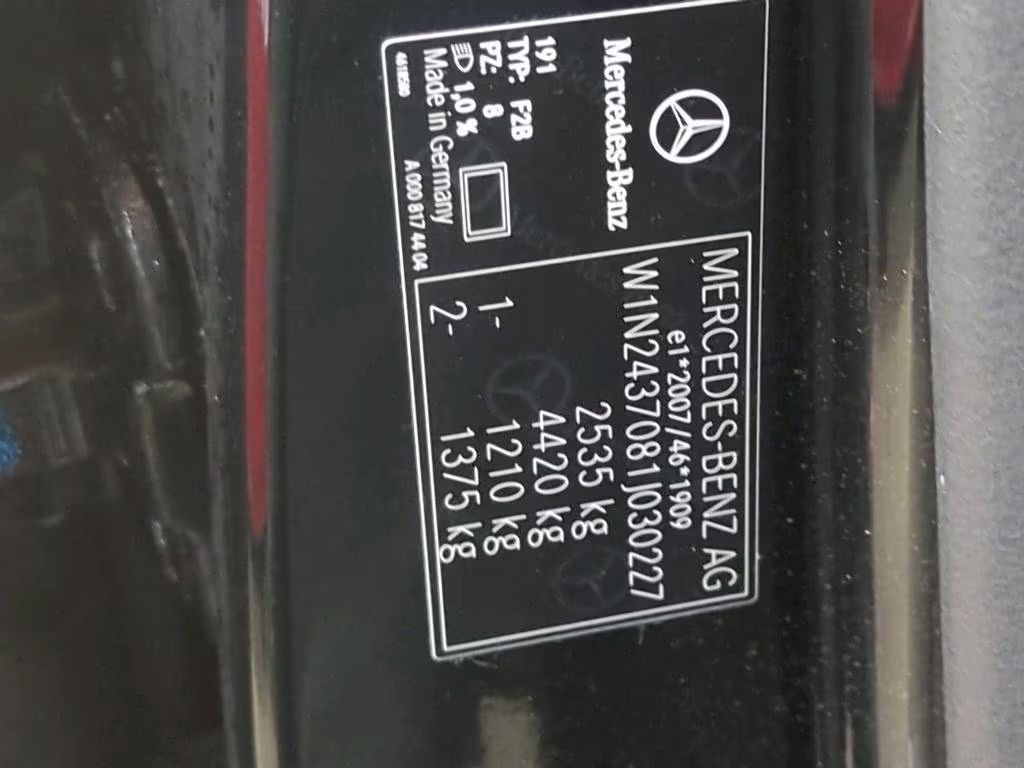 Mercedes-Benz
191
TYP: F2B
PZ: 8
1,0 %
Made in Germany
A 000 817 44 04
MERCEDES-BENZ AG
e1*2007/46*1909
W1N2437081J030227
2535 kg
4420 kg
1- 1210 kg
2- 1375 kg